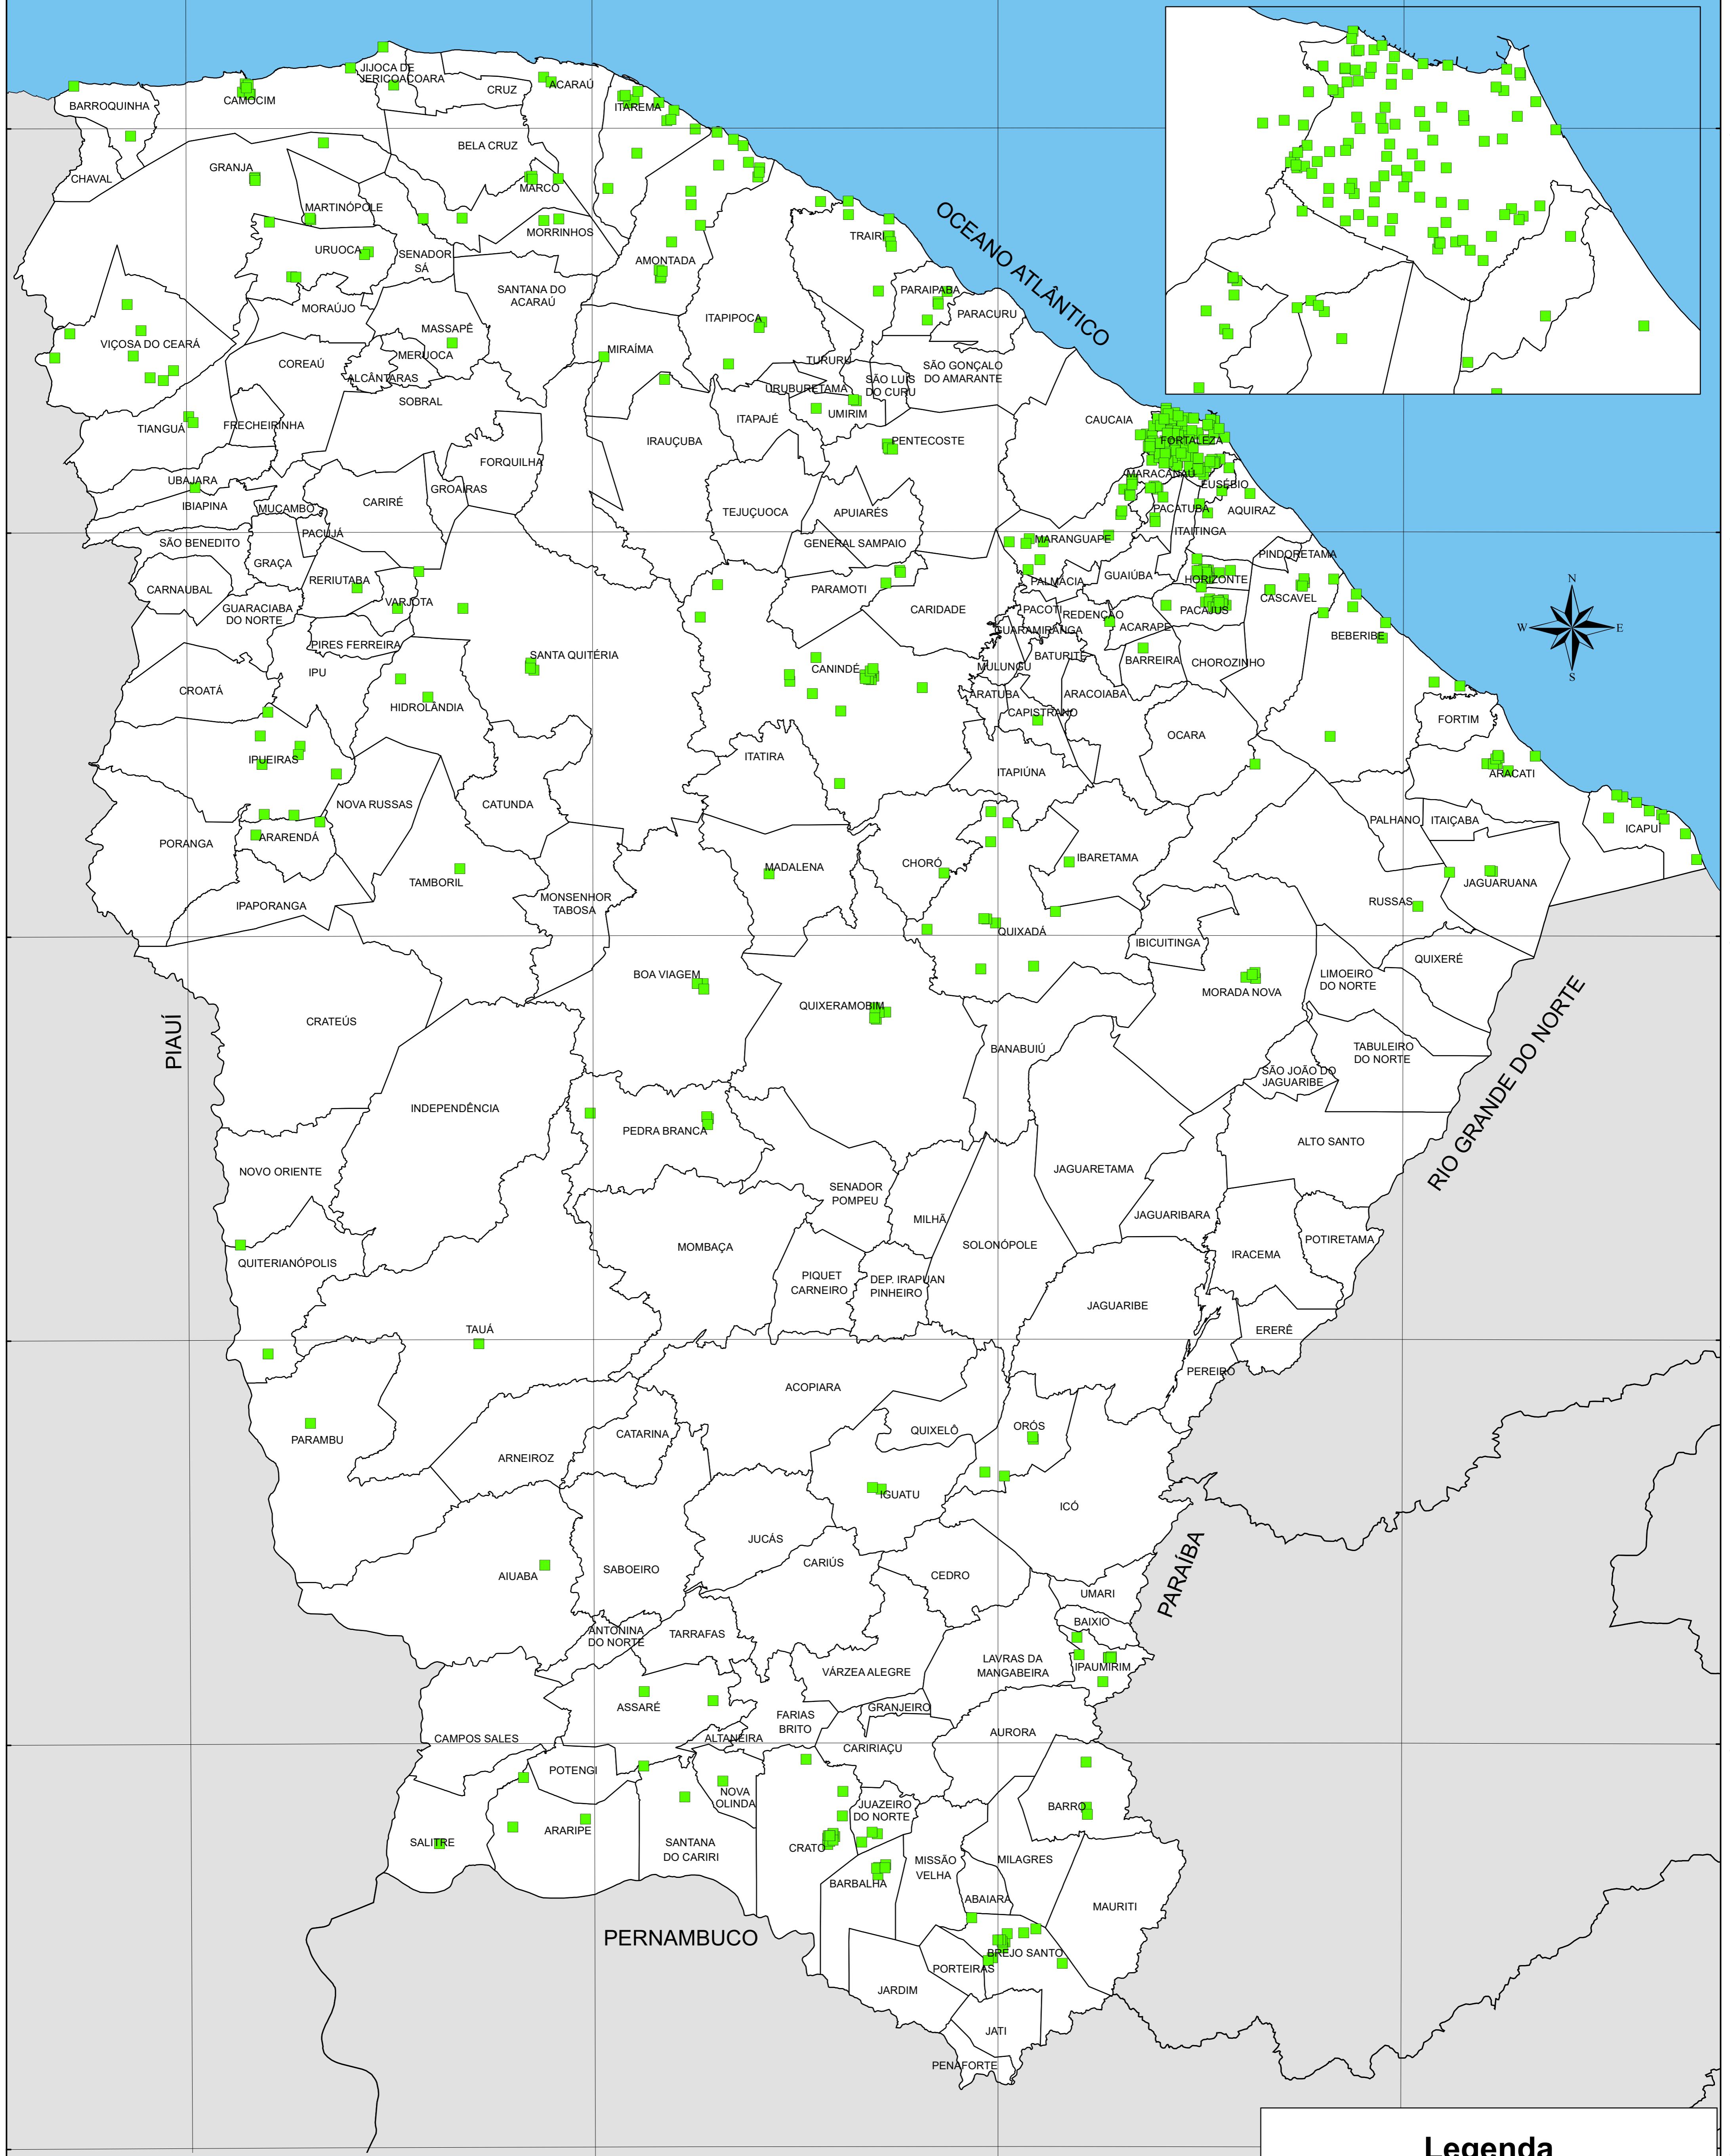 JIJOCA DE
JERICOACOARA
CRUZ
ACARAÚ
BARROQUINHA
CAMOCIM
ITAREMA
BELA CRUZ
GRANJA
CHAVAL
MARCO
MARTINÓPOLE
MORRINHOS
TRAIRI
OCEANO ATLÂNTICO
URUOCA
SENADOR
SÁ
AMONTADA
SANTANA DO
ACARAÚ
PARAIPABA
MORAÚJO
PARACURU
ITAPIPOCA
MASSAPÊ
VIÇOSA DO CEARÁ
MIRAÍMA
MERUOCA
TURURU
COREAÚ
SÃO GONÇALO
DO AMARANTE
ALCÂNTARAS
SÃO LUIS
DO CURU
URUBURETAMA
SOBRAL
UMIRIM
ITAPAJÉ
CAUCAIA
TIANGUÁ
FRECHEIRINHA
IRAUÇUBA
PENTECOSTE
FORTALEZA
FORQUILHA
MARACANAÚ
UBAJARA
EUSÉBIO
GROAÍRAS
CARIRÉ
IBIAPINA
MUCAMBO
PACATUBA
AQUIRAZ
TEJUÇUOCA
APUIARÉS
PACUJÁ
ITAITINGA
SÃO BENEDITO
GENERAL SAMPAIO
MARANGUAPE
PINDORETAMA
GRAÇA
GUAIÚBA
RERIUTABA
PALMÁCIA
HORIZONTE
CARNAUBAL
PARAMOTI
CASCAVEL
VARJOTA
GUARACIABA
DO NORTE
CARIDADE
PACOTI
PACAJUS
REDENÇÃO
ACARAPE
GUARAMIRANGA
BEBERIBE
PIRES FERREIRA
SANTA QUITÉRIA
BATURITÉ
BARREIRA
CHOROZINHO
MULUNGU
CANINDÉ
IPU
CROATÁ
ARATUBA
ARACOIABA
HIDROLÂNDIA
CAPISTRANO
FORTIM
OCARA
ITATIRA
IPUEIRAS
ITAPIÚNA
ARACATI
NOVA RUSSAS
CATUNDA
PALHANO
ITAIÇABA
ICAPUÍ
ARARENDÁ
PORANGA
IBARETAMA
CHORÓ
MADALENA
TAMBORIL
JAGUARUANA
MONSENHOR
TABOSA
RUSSAS
IPAPORANGA
QUIXADÁ
IBICUITINGA
QUIXERÉ
BOA VIAGEM
LIMOEIRO
DO NORTE
MORADA NOVA
QUIXERAMOBIM
CRATEÚS
PIAUÍ
RIO GRANDE DO NORTE
BANABUIÚ
TABULEIRO
DO NORTE
SÃO JOÃO DO
JAGUARIBE
INDEPENDÊNCIA
PEDRA BRANCA
ALTO SANTO
NOVO ORIENTE
JAGUARETAMA
SENADOR
POMPEU
JAGUARIBARA
MILHÃ
POTIRETAMA
MOMBAÇA
SOLONÓPOLE
IRACEMA
QUITERIANÓPOLIS
PIQUET
CARNEIRO
DEP. IRAPUAN
PINHEIRO
JAGUARIBE
TAUÁ
ERERÊ
PEREIRO
ACOPIARA
ORÓS
QUIXELÔ
CATARINA
PARAMBU
ARNEIROZ
IGUATU
ICÓ
JUCÁS
PARAÍBA
CARIÚS
SABOEIRO
AIUABA
CEDRO
UMARI
BAIXIO
ANTONINA
DO NORTE
TARRAFAS
LAVRAS DA
MANGABEIRA
IPAUMIRIM
VÁRZEA ALEGRE
ASSARÉ
GRANJEIRO
FARIAS
BRITO
AURORA
CAMPOS SALES
ALTANEIRA
CARIRIAÇU
POTENGI
NOVA
OLINDA
JUAZEIRO
DO NORTE
BARRO
ARARIPE
SALITRE
SANTANA
DO CARIRI
CRATO
MISSÃO
VELHA
MILAGRES
BARBALHA
ABAIARA
MAURITI
PERNAMBUCO
BREJO SANTO
PORTEIRAS
JARDIM
JATI
PENAFORTE
N
W
E
S
Legenda